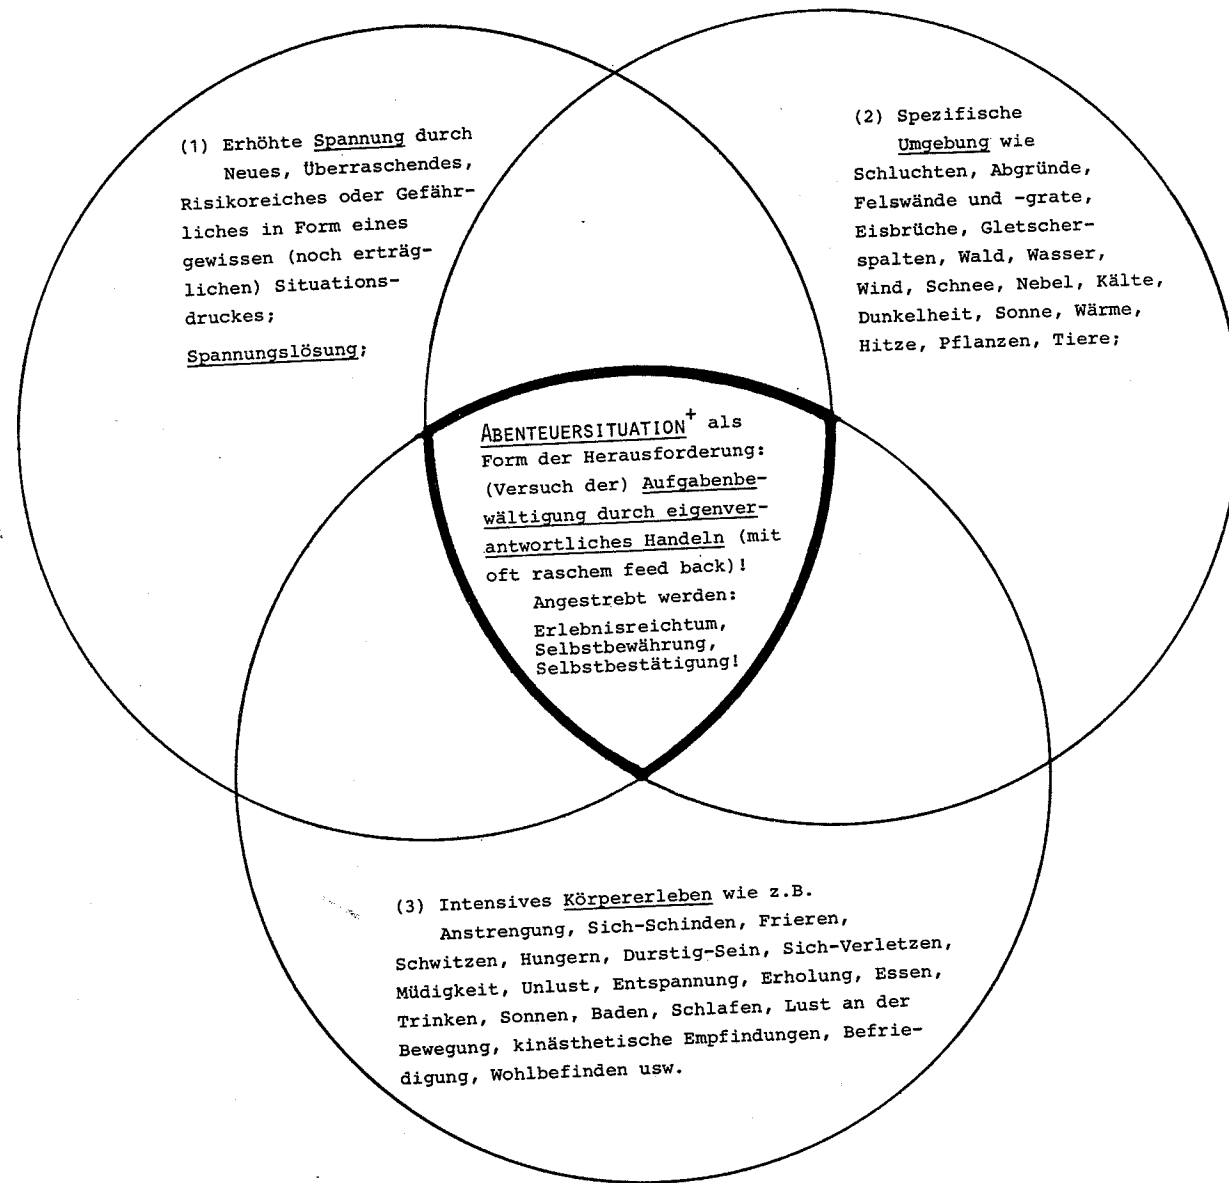 (1) Erhöhte Spannung durch
Neues, Überraschendes,
Risikoreiches oder Gefähr-
liches in Form eines
gewissen (noch erträg-
lichen) Situations-
druckes;
Spannungslösung;
(2) Spezifische
Umgebung wie
Schluchten, Abgründe,
Felswände und -grate,
Eisbrüche, Gletscher-
spalten, Wald, Wasser,
Wind, Schnee, Nebel, Kälte,
Dunkelheit, Sonne, Wärme,
Hitze, Pflanzen, Tiere;
ABENTEUERSITUATION+ als
Form der Herausforderung:
(Versuch der) Aufgabenbe-
wältigung durch eigenver-
antwortliches Handeln (mit
oft raschem feed back)!
Angestrebt werden:
Erlebnisreichtum,
Selbstbewährung,
Selbstbestätigung!
(3) Intensives Körpererleben wie z.B.
Anstrengung, Sich-Schinden, Frieren,
Schwitzen, Hungern, Durstig-Sein, Sich-Verletzen,
Müdigkeit, Unlust, Entspannung, Erholung, Essen,
Trinken, Sonnen, Baden, Schlafen, Lust an der
Bewegung, kinästhetische Empfindungen, Befrie-
digung, Wohlbefinden usw.